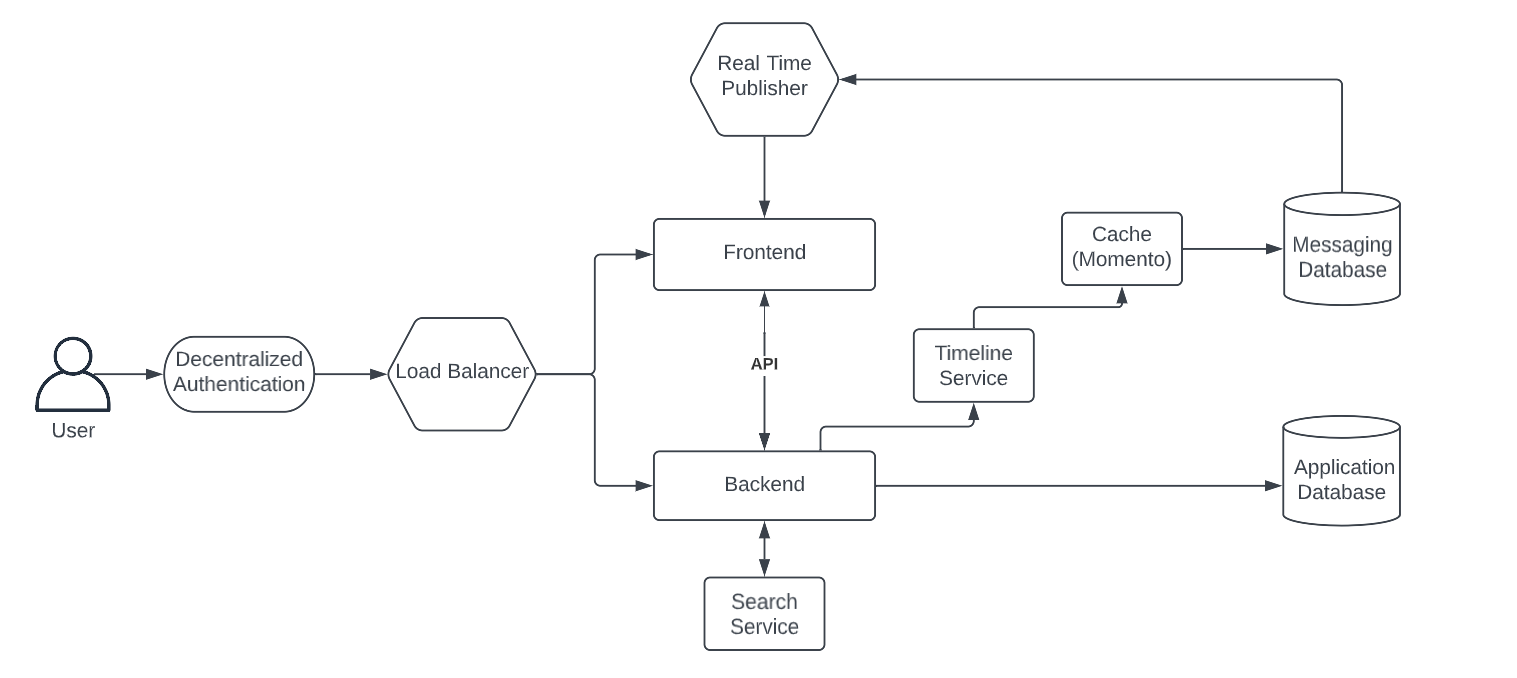 Real Time
Publisher
Frontend
Cache
(Momento)
Messaging
Database
Decentralized
Authentication
Load Balancer
API
Timeline
Service
User
Backend
Application
Database
Search
Service